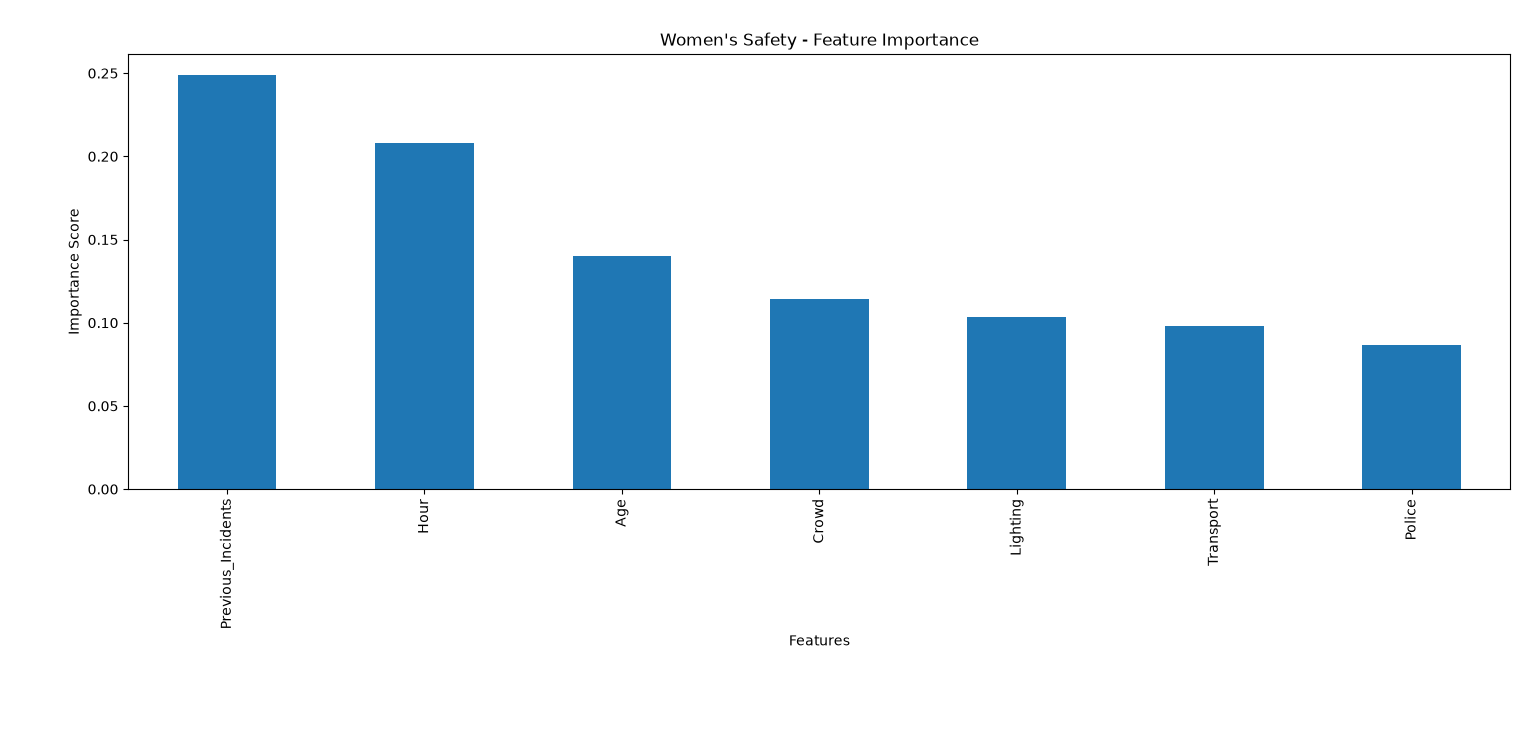 Women's Safety - Feature Importance
Importance Score
0.25
0.20
0.15
0.10
0.05
0.00
Previous_Incidents
Hour
Age
Crowd
Lighting
Transport
Police
Features